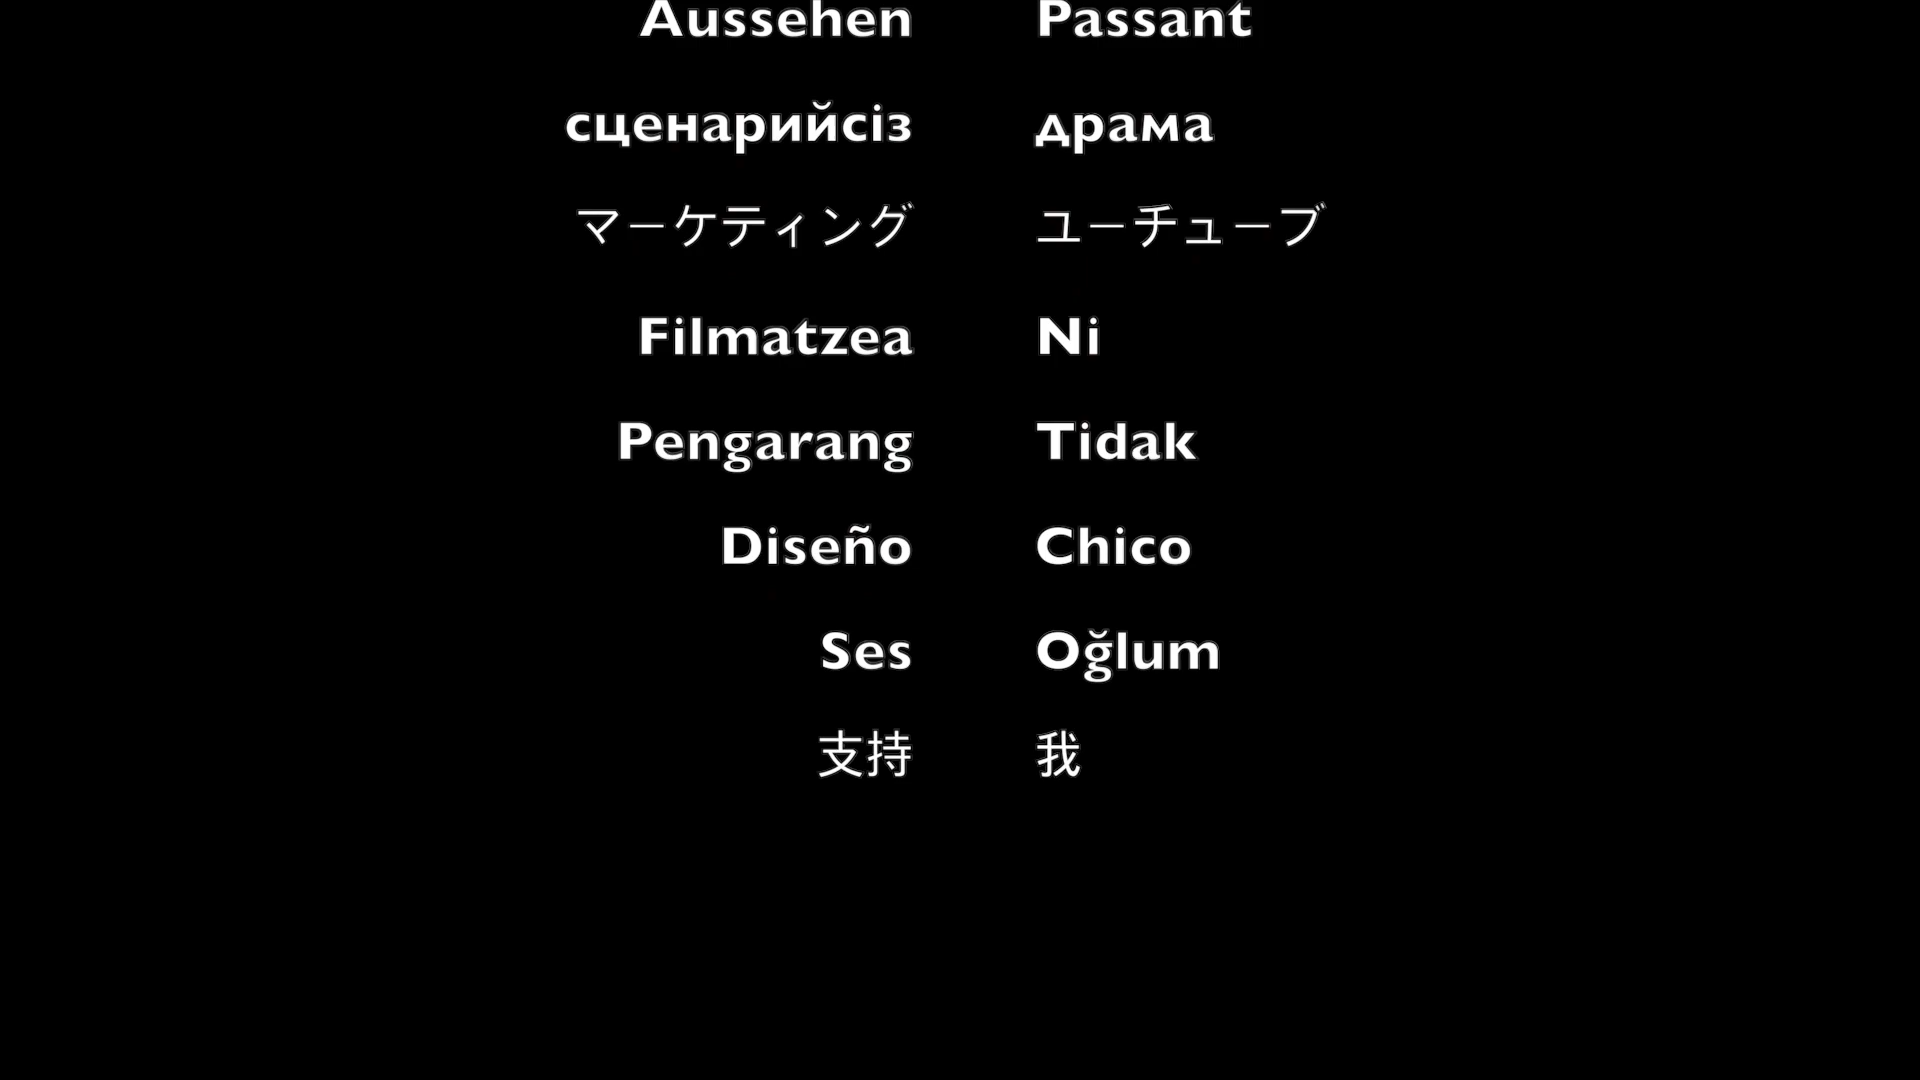 Aussehen Passant
сценарийсіз драма
マーケティング ユーチューブ
Filmatzea Ni
Pengarang Tidak
Diseño Chico
Ses Oğlum
支持 我